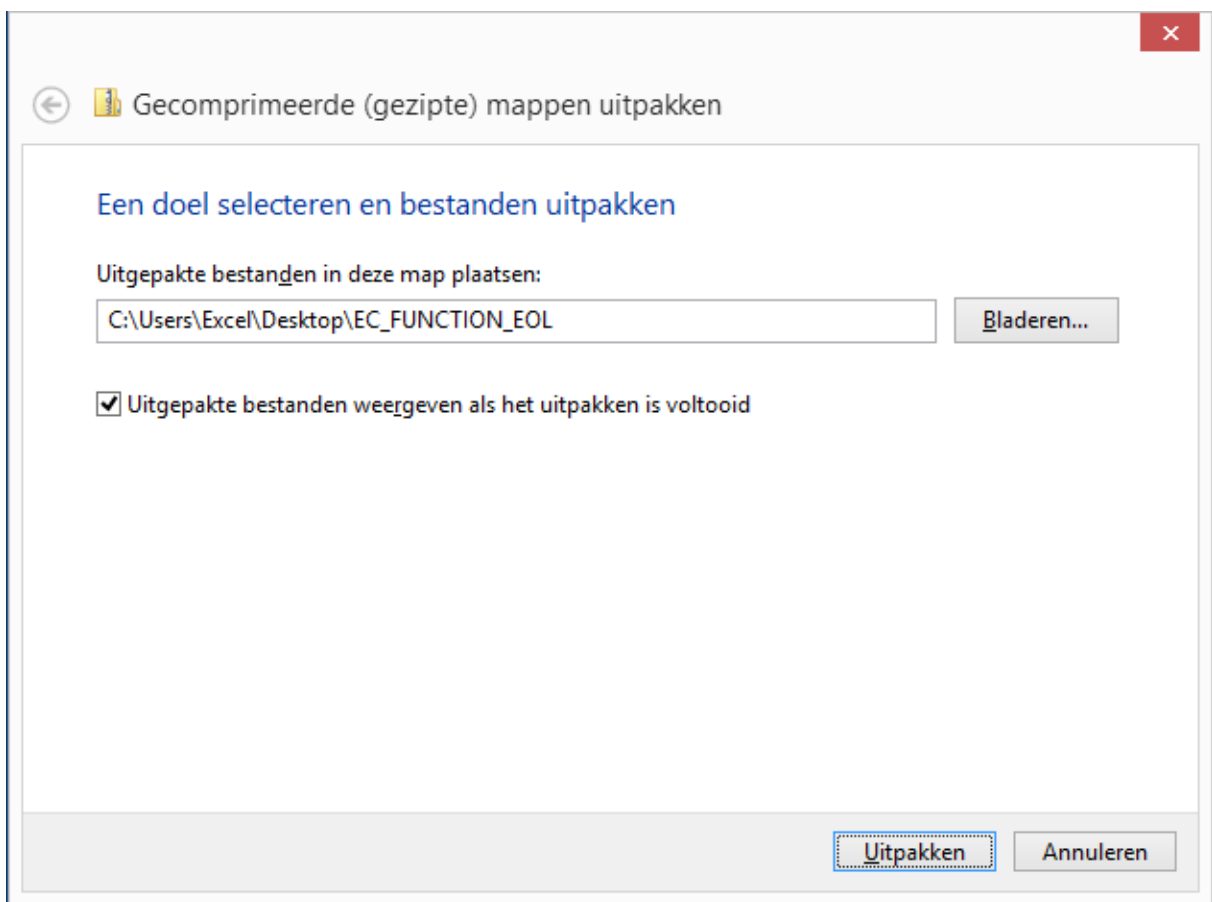 Gecomprimeerde (gezipte) mappen uitpakken
Een doel selecteren en bestanden uitpakken
Uitgepakte bestanden in deze map plaatsen:
C:\Users\Excel\Desktop\EC_FUNCTION_EOL
Bladeren...
Uitgepakte bestanden weergeven als het uitpakken is voltooid
Uitpakken
Annuleren